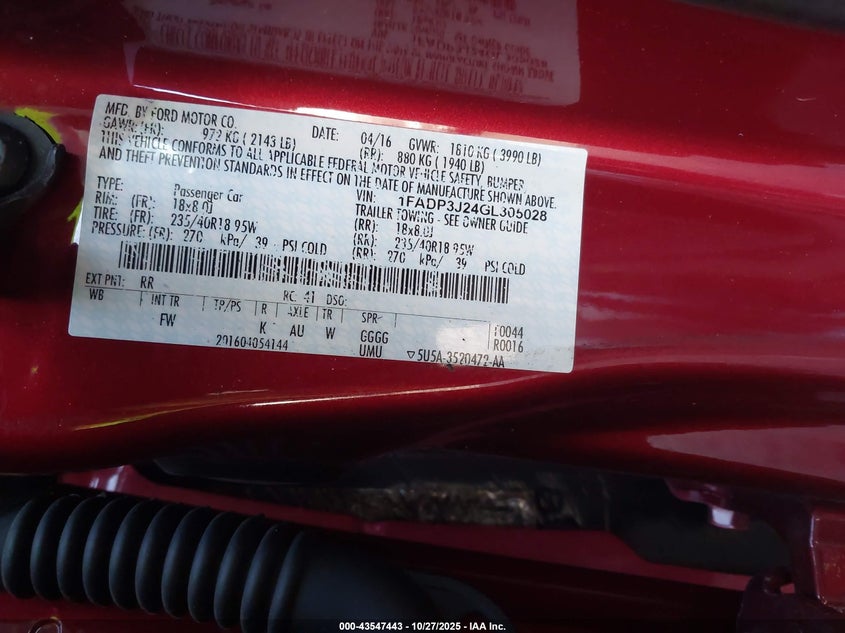 MFD. BY FORD MOTOR CO.
DATE: 04/16 GVWR: 1810 KG ( 3990 LB)
GAWR: (FR): 972 KG ( 2143 LB) (RR): 880 KG ( 1940 LB)
THIS VEHICLE CONFORMS TO ALL APPLICABLE FEDERAL MOTOR VEHICLE SAFETY, BUMPER,
AND THEFT PREVENTION STANDARDS IN EFFECT ON THE DATE OF MANUFACTURE SHOWN ABOVE.
VIN: 1FADP3J24GL305028
TYPE: Passenger Car TRAILER TOWING - SEE OWNER GUIDE
RIM: (FR): 18x8.0J (RR): 18x8.0J
TIRE: (FR): 235/40R18 95W (RR): 235/40R18 95W
PRESSURE: (FR): 270 kPa/ 39 PSI COLD (RR): 270 kPa/ 39 PSI COLD
EXT PNT: RR RC: 41 DSO:
WB INT TR TP/PS R AXLE TR SPR
FW K AU W GGGG T0044
201604054144 UMU R0016
▽5U5A-3520472-AA
000-43547443 - 10/27/2025 - IAA Inc.